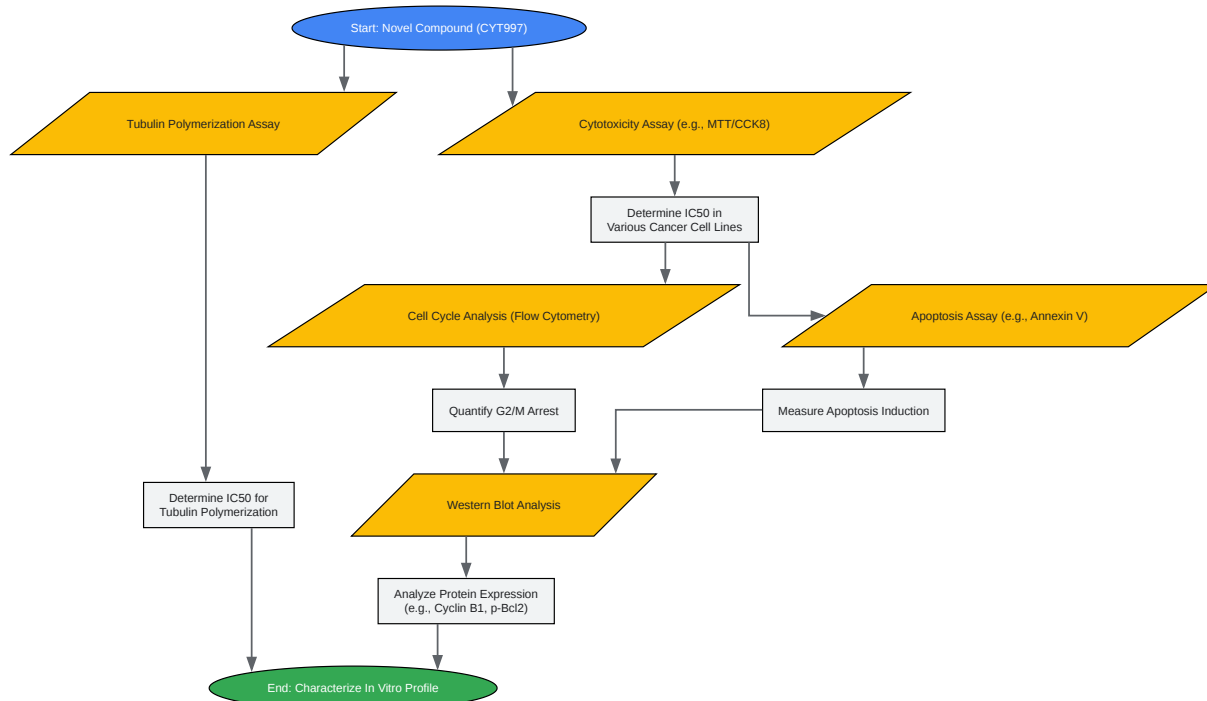 Start: Novel Compound (CYT997)
Tubulin Polymerization Assay
Cytotoxicity Assay (e.g., MTT/CCK8)
Determine IC50 in
Various Cancer Cell Lines
Cell Cycle Analysis (Flow Cytometry)
Apoptosis Assay (e.g., Annexin V)
Quantify G2/M Arrest
Measure Apoptosis Induction
Determine IC50 for
Tubulin Polymerization
Western Blot Analysis
Analyze Protein Expression
(e.g., Cyclin B1, p-Bcl2)
End: Characterize In Vitro Profile